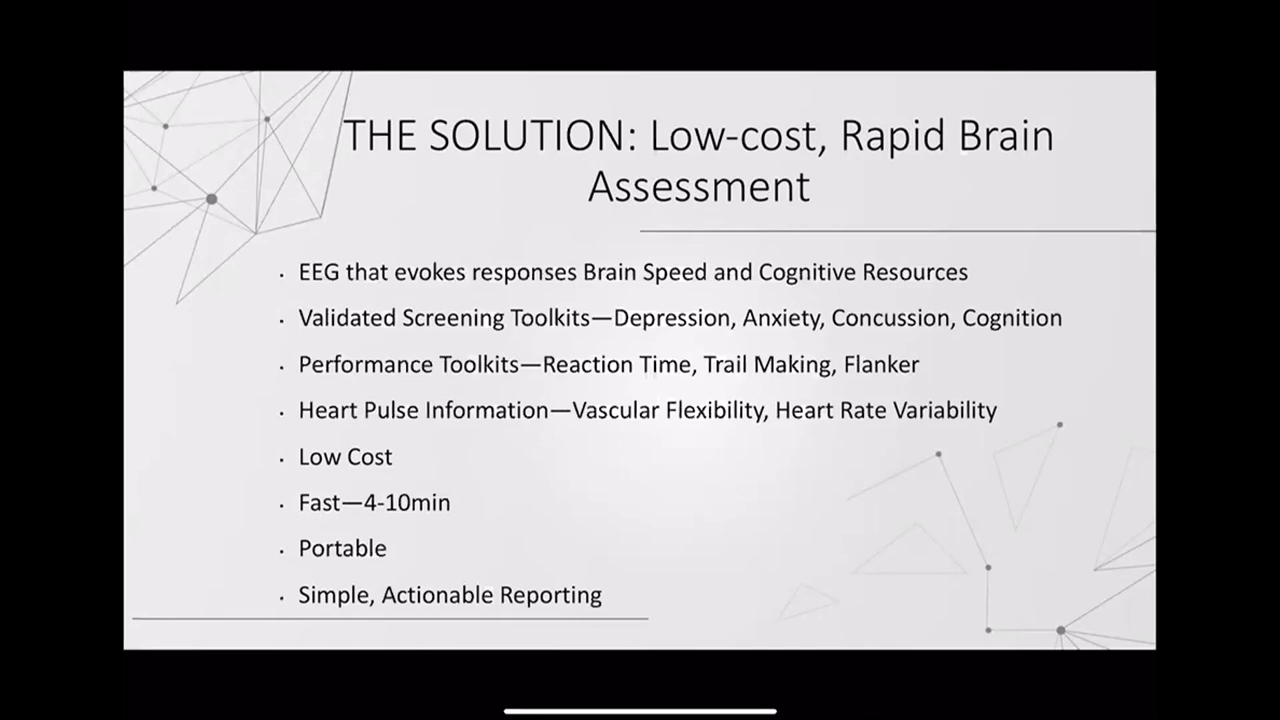 THE SOLUTION: Low-cost, Rapid Brain
Assessment
· EEG that evokes responses Brain Speed and Cognitive Resources
· Validated Screening Toolkits—Depression, Anxiety, Concussion, Cognition
· Performance Toolkits—Reaction Time, Trail Making, Flanker
· Heart Pulse Information—Vascular Flexibility, Heart Rate Variability
· Low Cost
· Fast—4-10min
· Portable
· Simple, Actionable Reporting